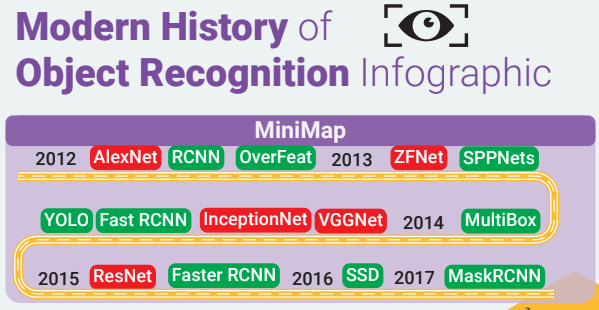 Modern History of
Object Recognition Infographic
MiniMap
2012 AlexNet RCNN OverFeat 2013 ZFNet SPPNets
YOLO Fast RCNN InceptionNet VGGNet 2014 MultiBox
2015 ResNet Faster RCNN 2016 SSD 2017 MaskRCNN